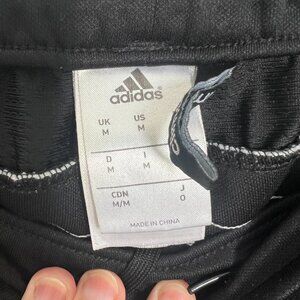 adidas
UK US
M M
D I
M M
CDN J
M/M O
MADE IN CHINA